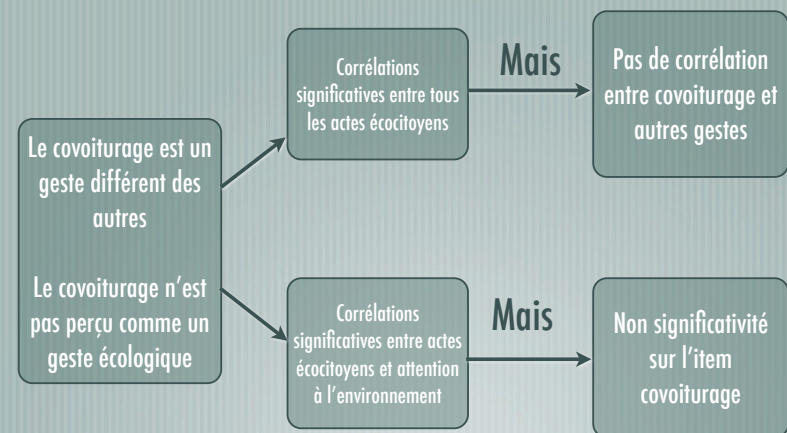 Le covoiturage est un
geste différent des
autres
Le covoiturage n'est
pas perçu comme un
geste écologique
Corrélations
significatives entre tous
les actes écocitoyens
Mais
Pas de corrélation
entre covoiturage et
autres gestes
Corrélations
significatives entre actes
écocitoyens et attention
à l'environnement
Mais
Non significativité
sur l'item
covoiturage